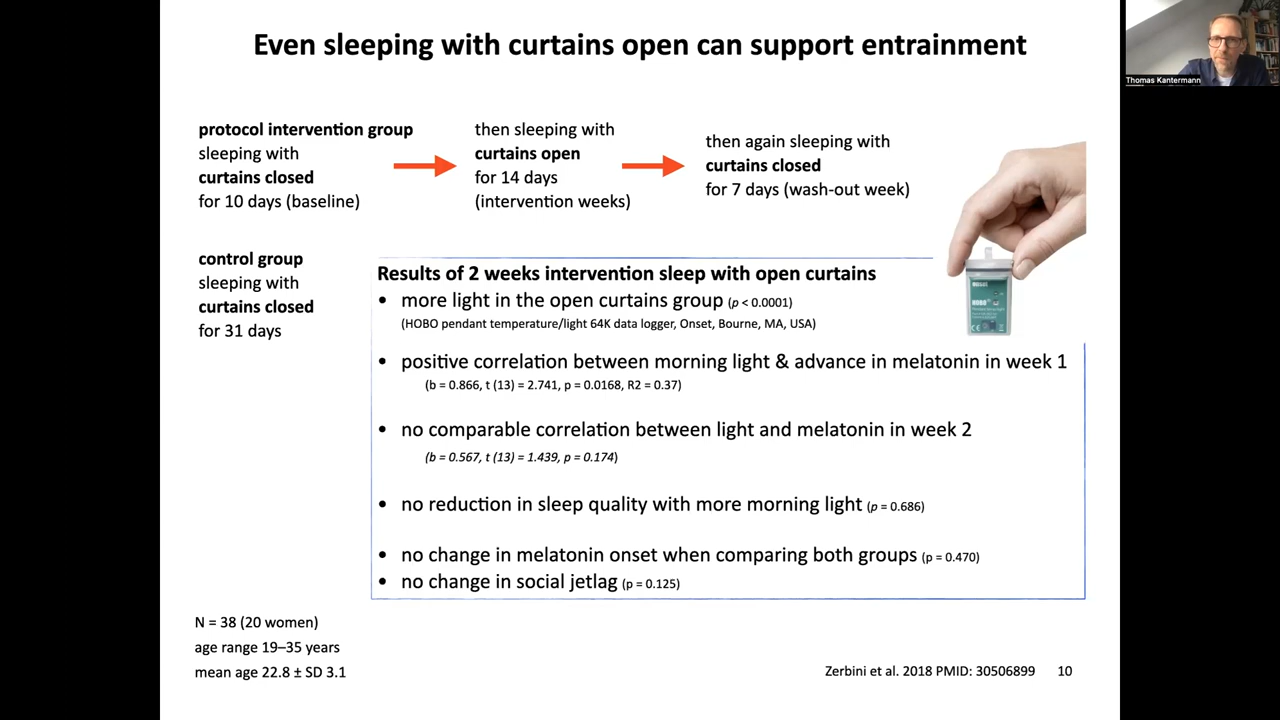 Even sleeping with curtains open can support entrainment
Thomas Kantermann
protocol intervention group
sleeping with
curtains closed
for 10 days (baseline)
then sleeping with
curtains open
for 14 days
(intervention weeks)
then again sleeping with
curtains closed
for 7 days (wash-out week)
control group
sleeping with
curtains closed
for 31 days
HOBO
Results of 2 weeks intervention sleep with open curtains
• more light in the open curtains group (p < 0.0001)
(HOBO pendant temperature/light 64K data logger, Onset, Bourne, MA, USA)
• positive correlation between morning light & advance in melatonin in week 1
(b = 0.866, t (13) = 2.741, p = 0.0168, R2 = 0.37)
• no comparable correlation between light and melatonin in week 2
(b = 0.567, t (13) = 1.439, p = 0.174)
• no reduction in sleep quality with more morning light (p = 0.686)
• no change in melatonin onset when comparing both groups (p = 0.470)
• no change in social jetlag (p = 0.125)
N = 38 (20 women)
age range 19–35 years
mean age 22.8 ± SD 3.1
Zerbini et al. 2018 PMID: 30506899 10